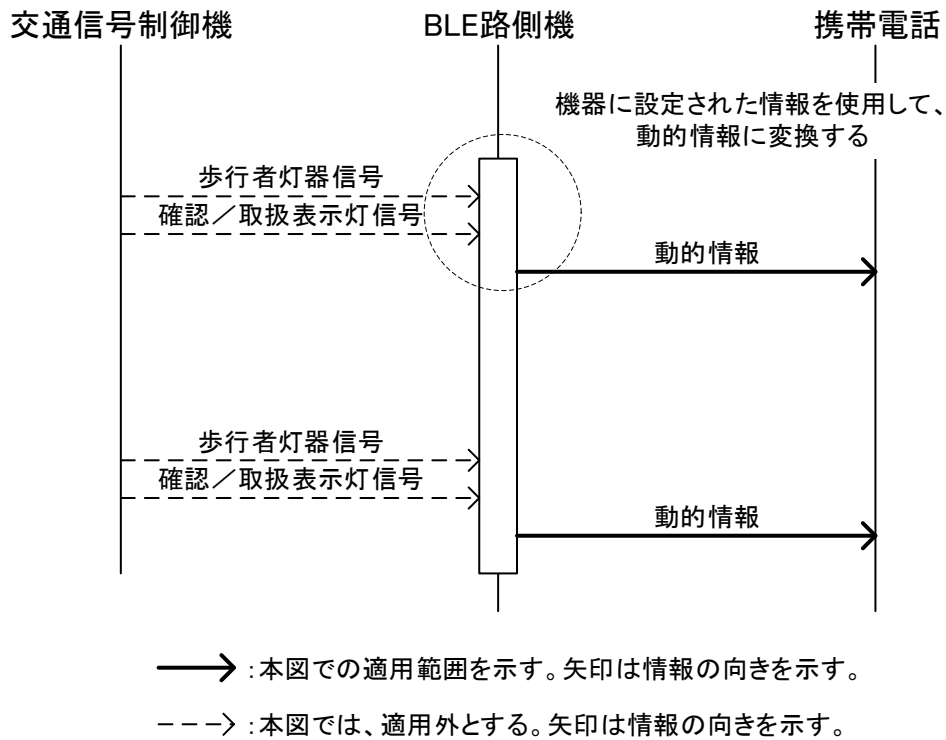 交通信号制御機
BLE路側機
携帯電話
機器に設定された情報を使用して、
動的情報に変換する
歩行者灯器信号
確認／取扱表示灯信号
動的情報
歩行者灯器信号
確認／取扱表示灯信号
動的情報
：本図での適用範囲を示す。矢印は情報の向きを示す。
：本図では、適用外とする。矢印は情報の向きを示す。